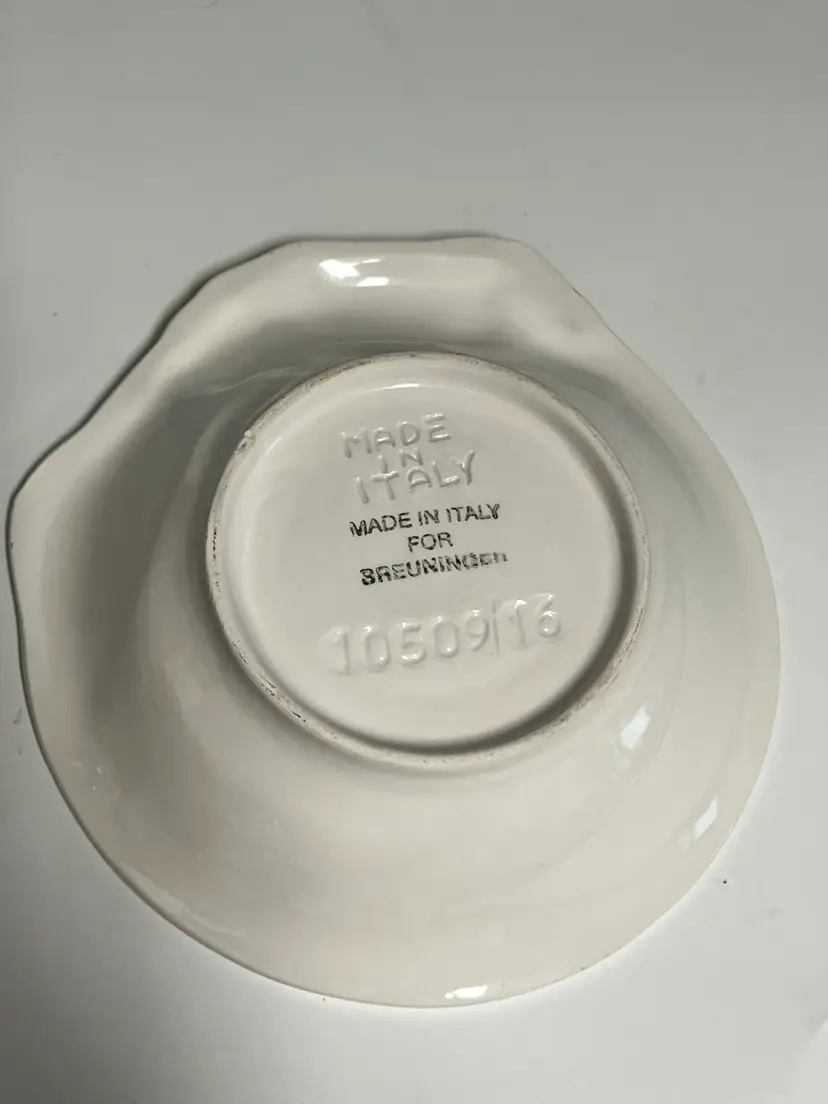 MADE
IN
ITALY
MADE IN ITALY
FOR
BREUNINGER
10509/16